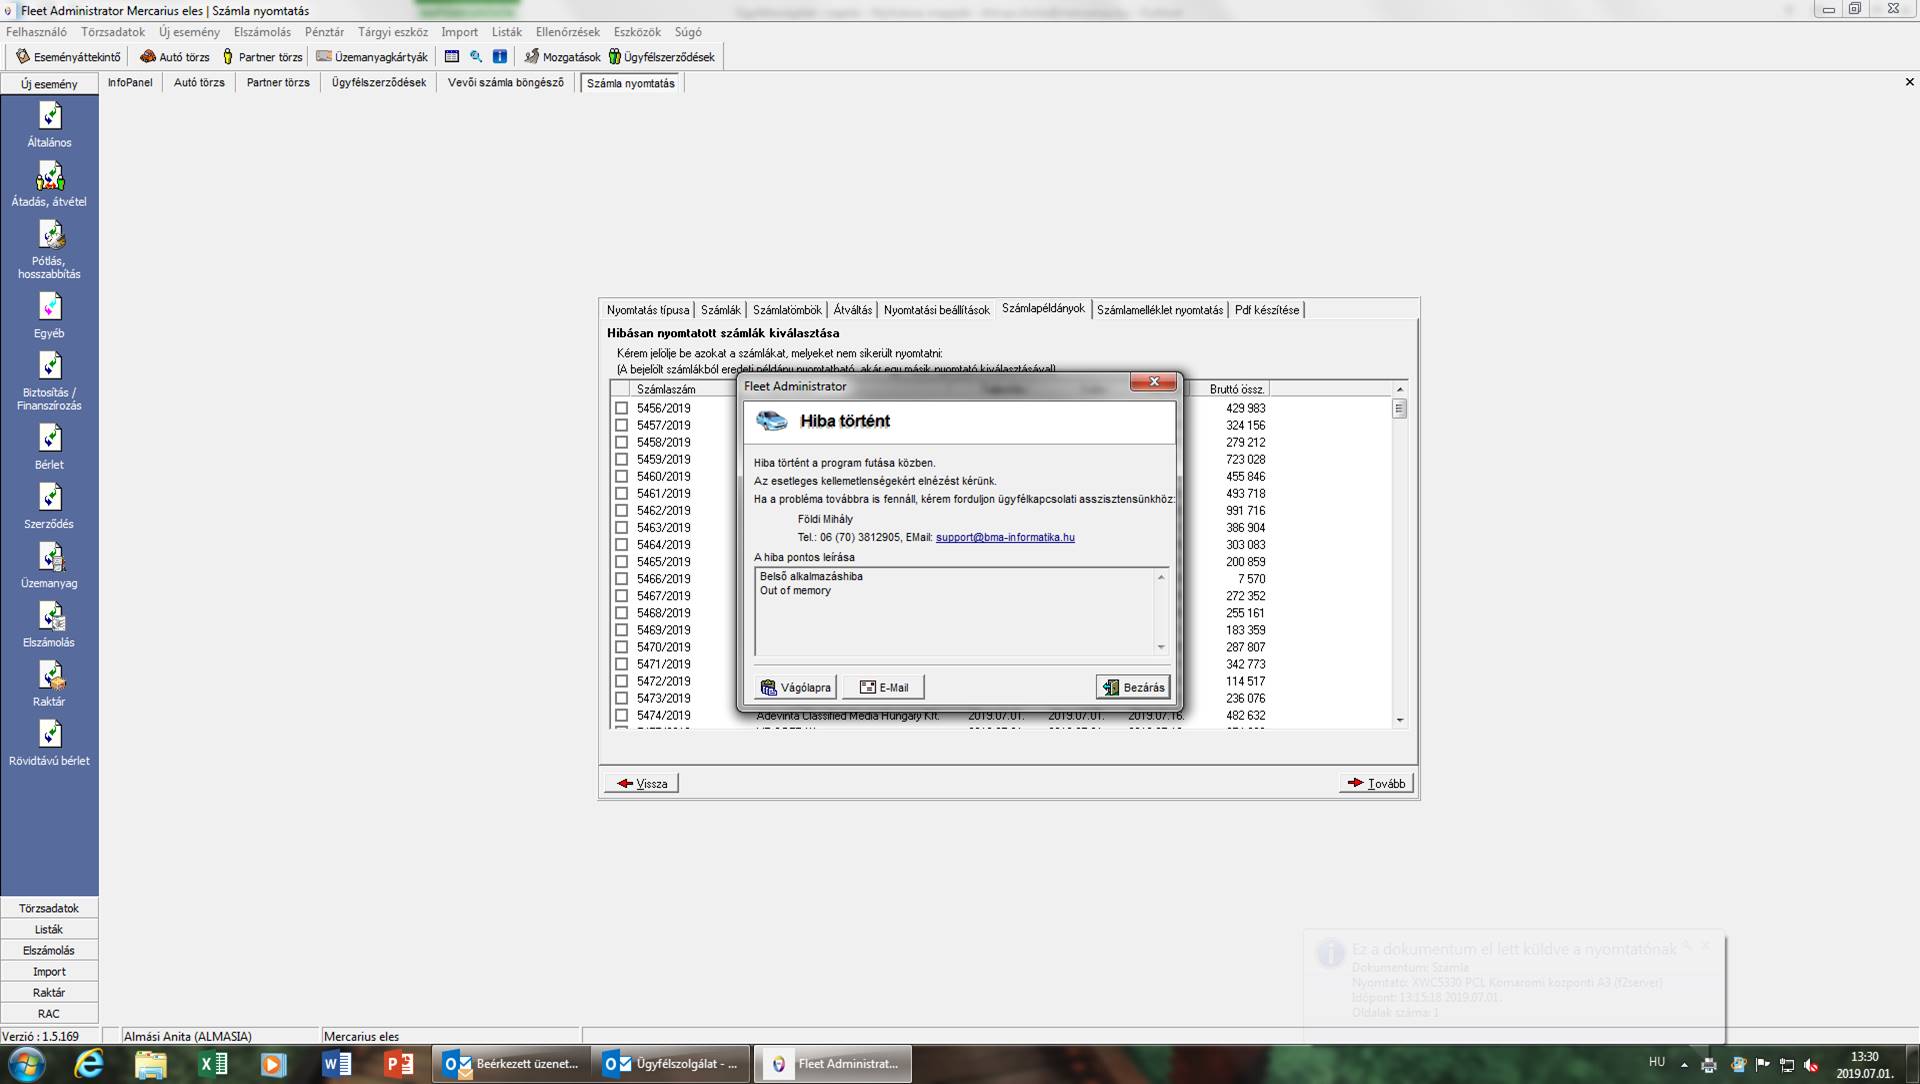 Fleet Administrator Mercarius eles | Számla nyomtatás
Felhasználó Törzsadatok Új esemény Elszámolás Pénztár Tárgyi eszköz Import Listák Ellenőrzések Eszközök Súgó
Eseményáttekintő Autó törzs Partner törzs Üzemanyagkártyák Mozgatások Ügyfélszerződések
Új esemény InfoPanel Autó törzs Partner törzs Ügyfélszerződések Vevői számla böngésző Számla nyomtatás
Általános
Átadás, átvétel
Pótlás,
hosszabbítás
Egyéb
Biztosítás /
Finanszírozás
Bérlet
Szerződés
Üzemanyag
Elszámolás
Raktár
Rövidtávú bérlet
Törzsadatok
Listák
Elszámolás
Import
Raktár
RAC
Nyomtatás típusa Számlák Számlatömbök Átváltás Nyomtatási beállítások Számlapéldányok Számlamelléklet nyomtatás Pdf készítése
Hibásan nyomtatott számlák kiválasztása
Kérem jelölje be azokat a számlákat, melyeket nem sikerült nyomtatni:
(A bejelölt számlákból eredeti példány nyomtatható, akár egy másik nyomtató kiválasztásával)
Számlaszám Bruttó össz.
5456/2019 429 983
5457/2019 324 156
5458/2019 279 212
5459/2019 723 028
5460/2019 455 846
5461/2019 493 718
5462/2019 991 716
5463/2019 386 904
5464/2019 303 083
5465/2019 200 859
5466/2019 7 570
5467/2019 272 352
5468/2019 255 161
5469/2019 183 359
5470/2019 287 807
5471/2019 342 773
5472/2019 114 517
5473/2019 236 076
5474/2019 Adevinta Classified Media Hungary Kft. 2019.07.01. 2019.07.01. 2019.07.16. 482 632
Fleet Administrator
Hiba történt
Hiba történt a program futása közben.
Az esetleges kellemetlenségekért elnézést kérünk.
Ha a probléma továbbra is fennáll, kérem forduljon ügyfélkapcsolati asszisztensünkhöz:
Földi Mihály
Tel.: 06 (70) 3812905, EMail: support@bma-informatika.hu
A hiba pontos leírása
Belső alkalmazáshiba
Out of memory
Vágólapra E-Mail Bezárás
Vissza Tovább
Ez a dokumentum el lett küldve a nyomtatónak
Dokumentum: Számla
Nyomtató: XWC5330 PCL Komaromi kozponti A3 (f2server)
Időpont: 13:15:18 2019.07.01.
Oldalak száma: 1
Verzió : 1.5.169 Almási Anita (ALMASIA) Mercarius eles
Beérkezett üzenet... Ügyfélszolgálat - ... Fleet Administrat...
HU 13:30
2019.07.01.